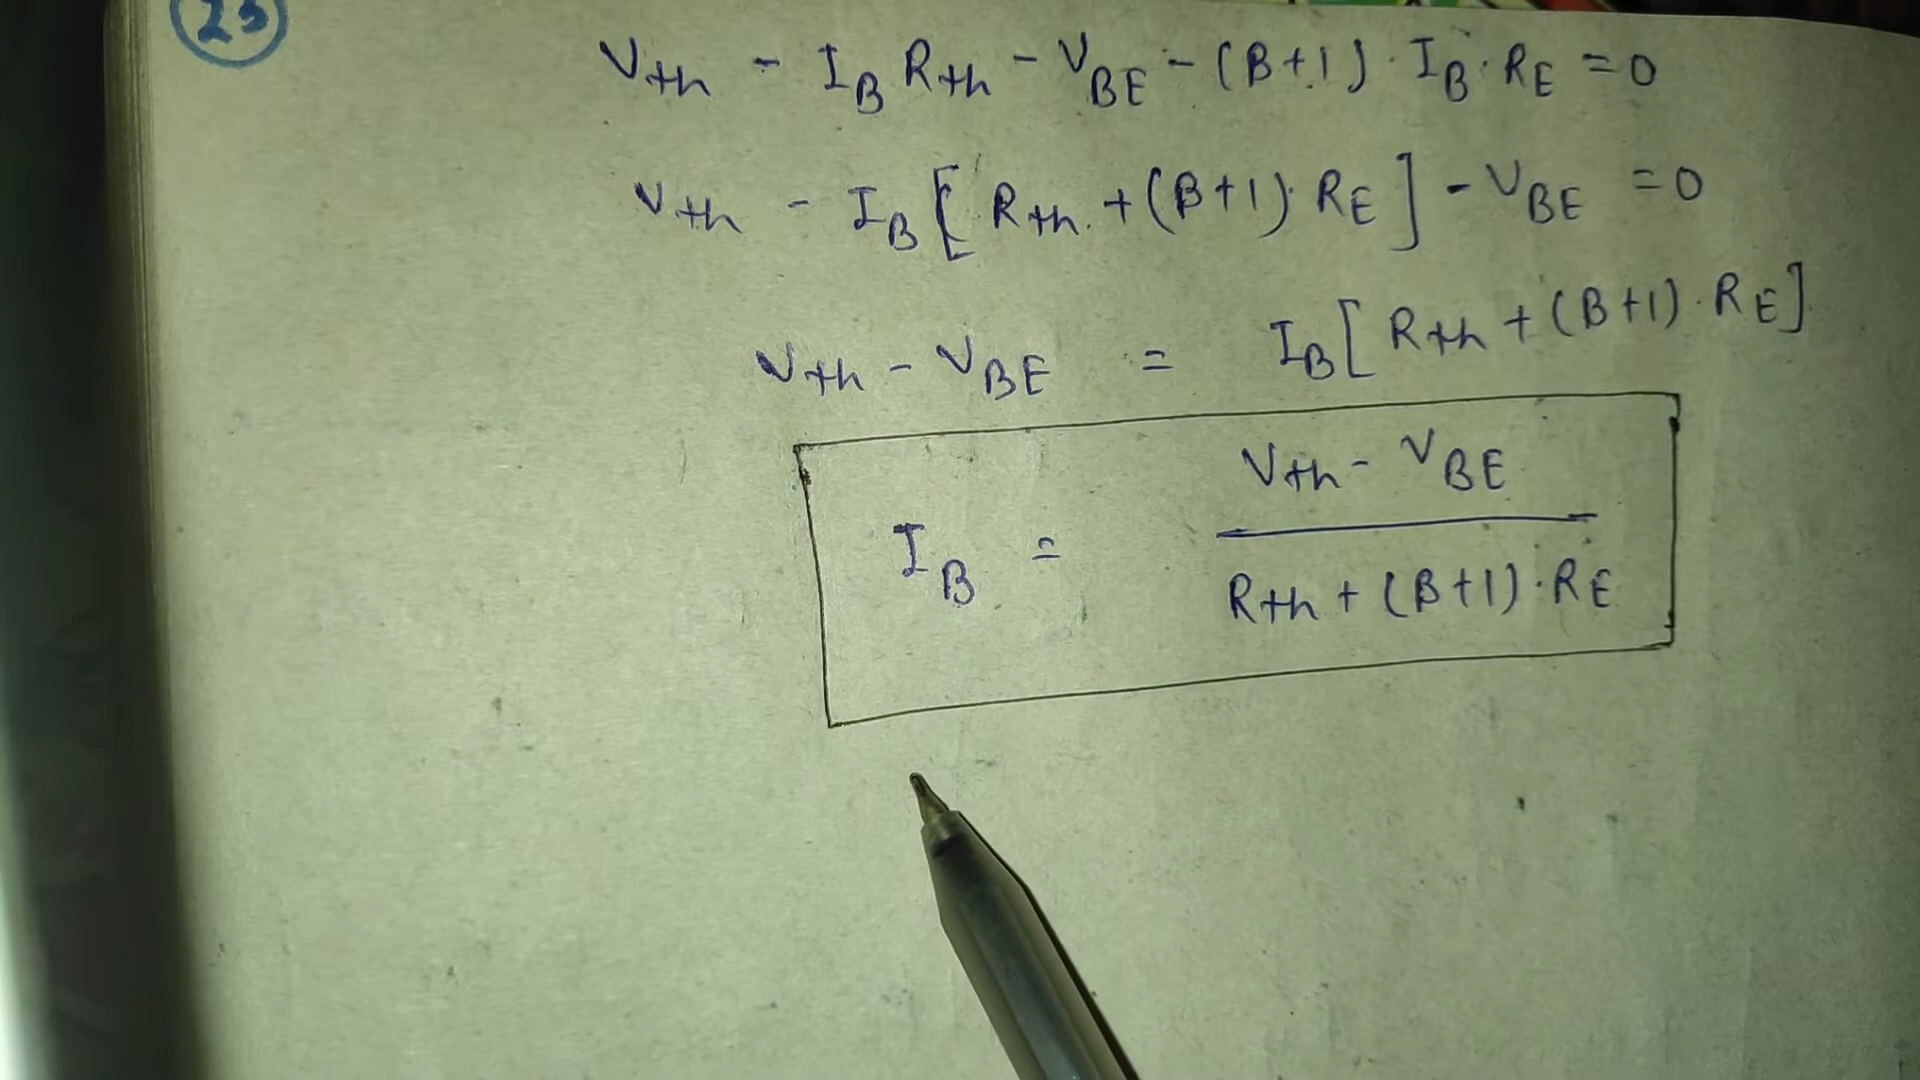 23
Vth - IB Rth - VBE - (B+1) · IB · RE = 0
Vth - IB [ Rth + (B+1) · RE ] - VBE = 0
Vth - VBE = IB [ Rth + (B+1) · RE ]
IB = Vth - VBE / Rth + (B+1) · RE